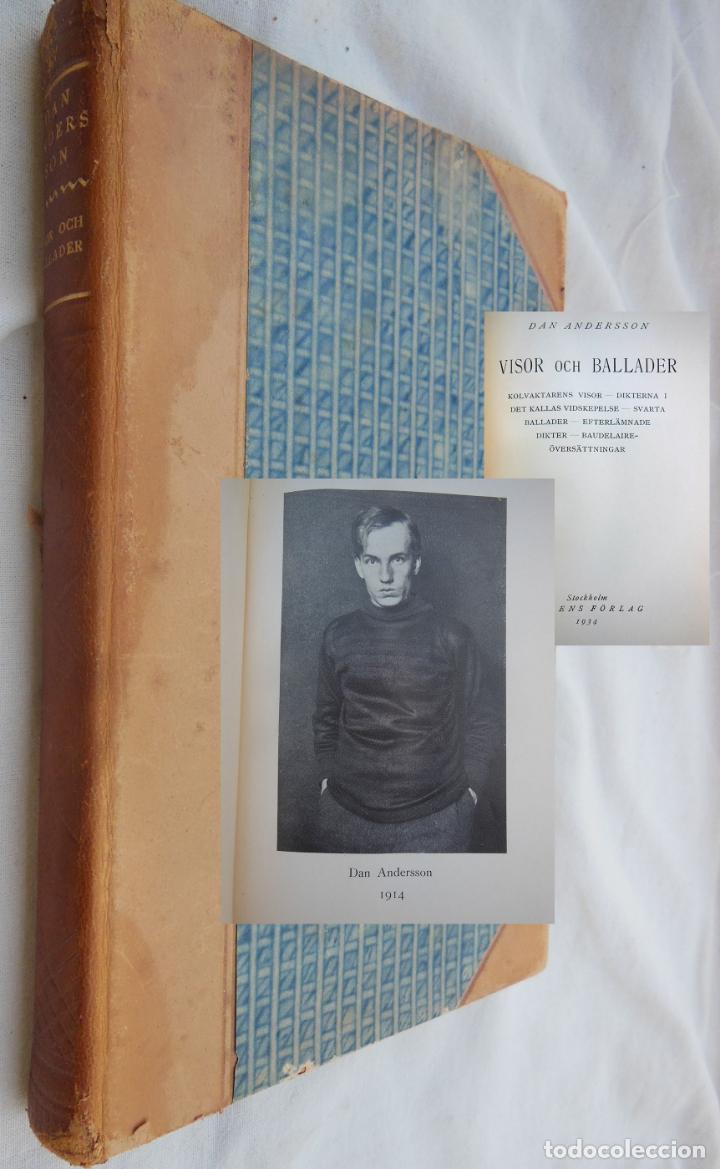 DAN
ANDERS
SON
OCH
DAN ANDERSSON
VISOR OCH BALLADER
KOLVAKTARENS VISOR — DIKTERNA I
DET KALLAS VIDSKEPELSE — SVARTA
BALLADER — EFTERLÄMNADE
DIKTER — BAUDELAIRE-
ÖVERSÄTTNINGAR
Stockholm
ENS FÖRLAG
1934
Dan Andersson
1914
todocoleccion